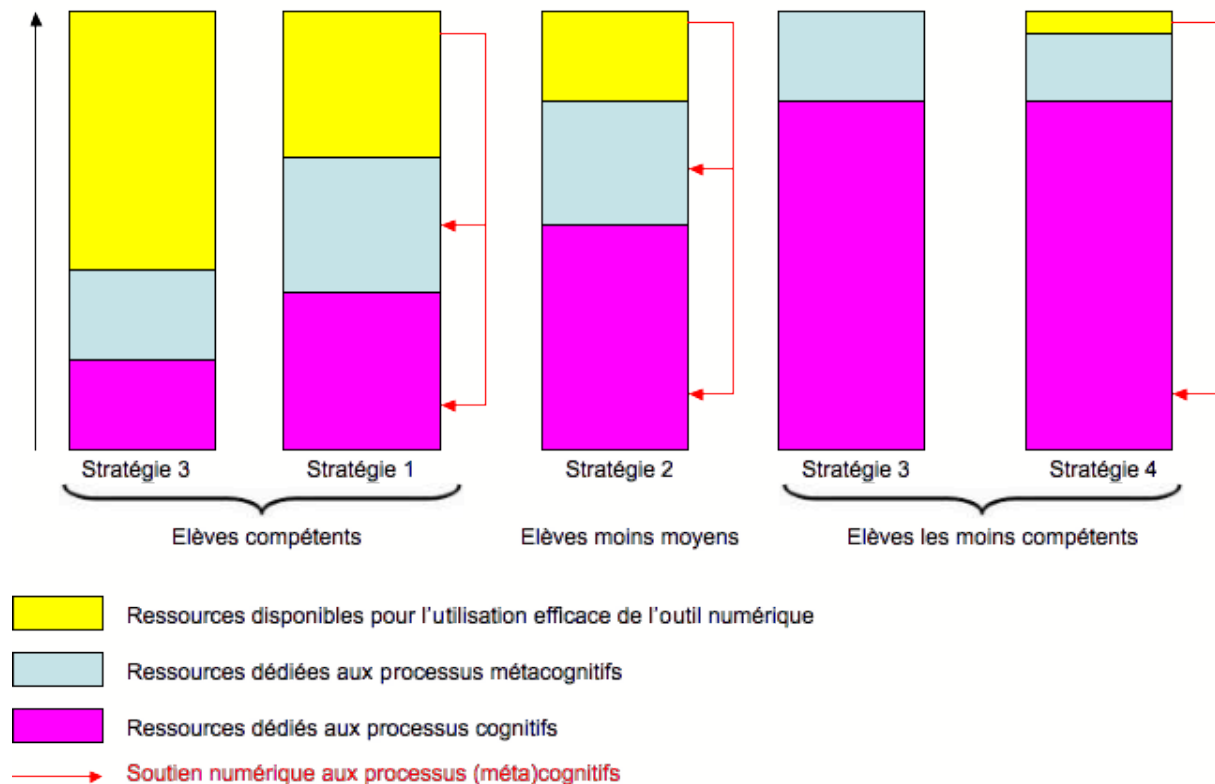 Stratégie 3
Stratégie 1
Stratégie 2
Stratégie 3
Stratégie 4
Elèves compétents
Elèves moins moyens
Elèves les moins compétents
Ressources disponibles pour l'utilisation efficace de l'outil numérique
Ressources dédiées aux processus métacognitifs
Ressources dédiés aux processus cognitifs
Soutien numérique aux processus (méta)cognitifs